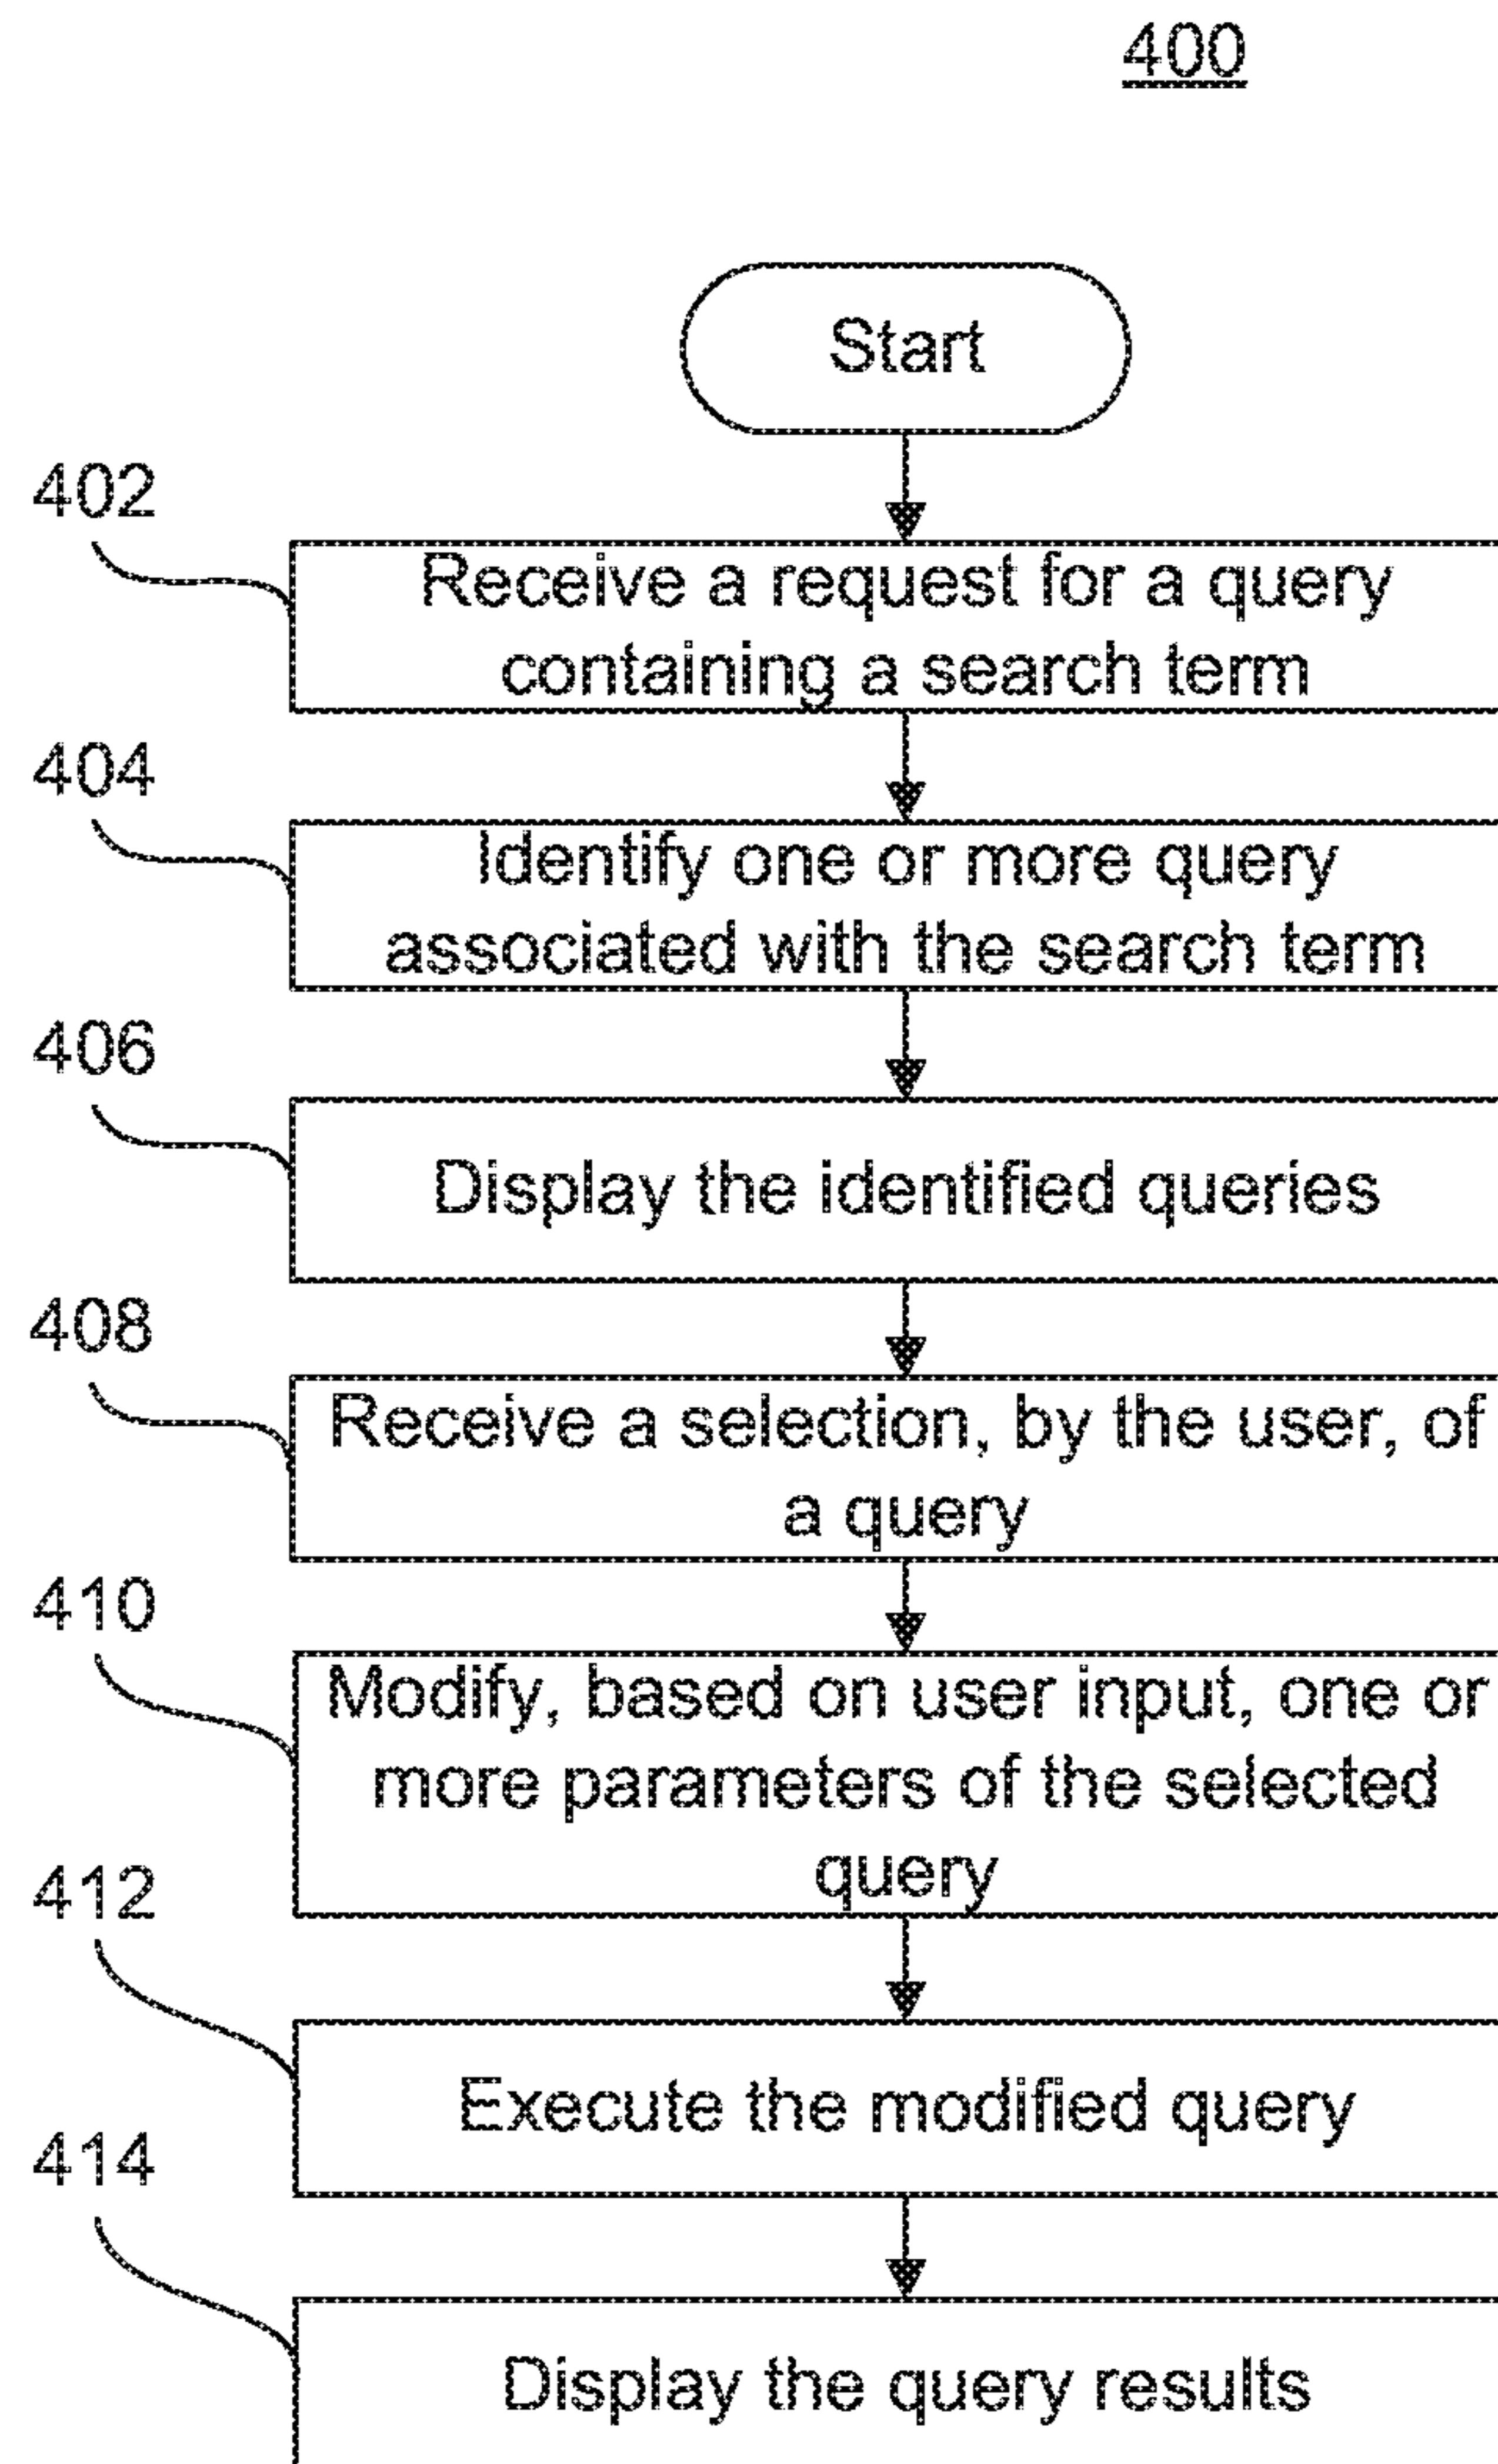 400
Start
402
Receive a request for a query
containing a search term
404
Identify one or more query
associated with the search term
406
Display the identified queries
408
Receive a selection, by the user, of
a query
410
Modify, based on user input, one or
more parameters of the selected
query
412
Execute the modified query
414
Display the query results